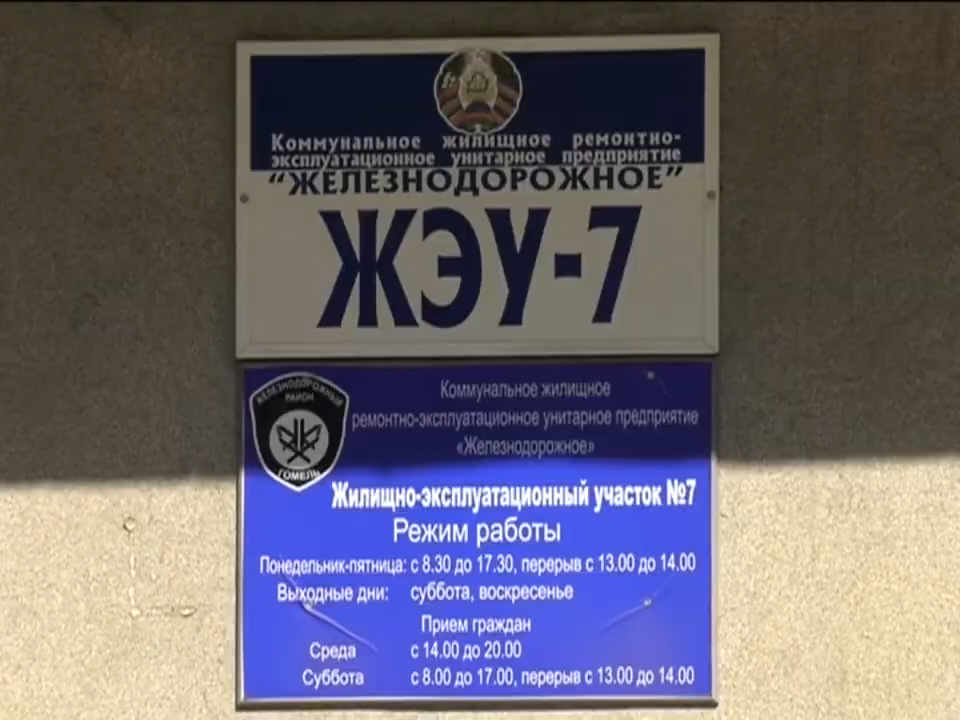 Коммунальное жилищное ремонтно-
эксплуатационное унитарное предприятие
“ЖЕЛЕЗНОДОРОЖНОЕ”
ЖЭУ-7
ЖЕЛЕЗНОДОРОЖНЫЙ
РАЙОН
ГОМЕЛЬ
Коммунальное жилищное
ремонтно-эксплуатационное унитарное предприятие
«Железнодорожное»
Жилищно-эксплуатационный участок №7
Режим работы
Понедельник-пятница: с 8.30 до 17.30, перерыв с 13.00 до 14.00
Выходные дни: суббота, воскресенье
Прием граждан
Среда с 14.00 до 20.00
Суббота с 8.00 до 17.00, перерыв с 13.00 до 14.00